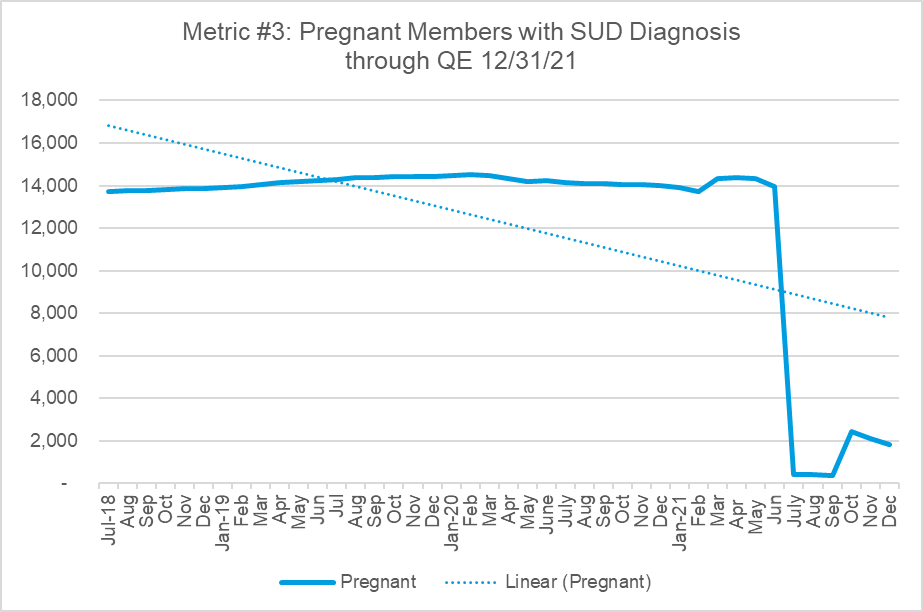 Metric #3: Pregnant Members with SUD Diagnosis
through QE 12/31/21
18,000
16,000
14,000
12,000
10,000
8,000
6,000
4,000
2,000
-
Jul-18
Aug
Sep
Oct
Nov
Dec
Jan-19
Feb
Mar
Apr
May
Jun
Jul
Aug
Sep
Oct
Nov
Dec
Jan-20
Feb
Mar
Apr
May
June
July
Aug
Sep
Oct
Nov
Dec
Jan-21
Feb
Mar
Apr
May
Jun
July
Aug
Sep
Oct
Nov
Dec
Pregnant
Linear (Pregnant)